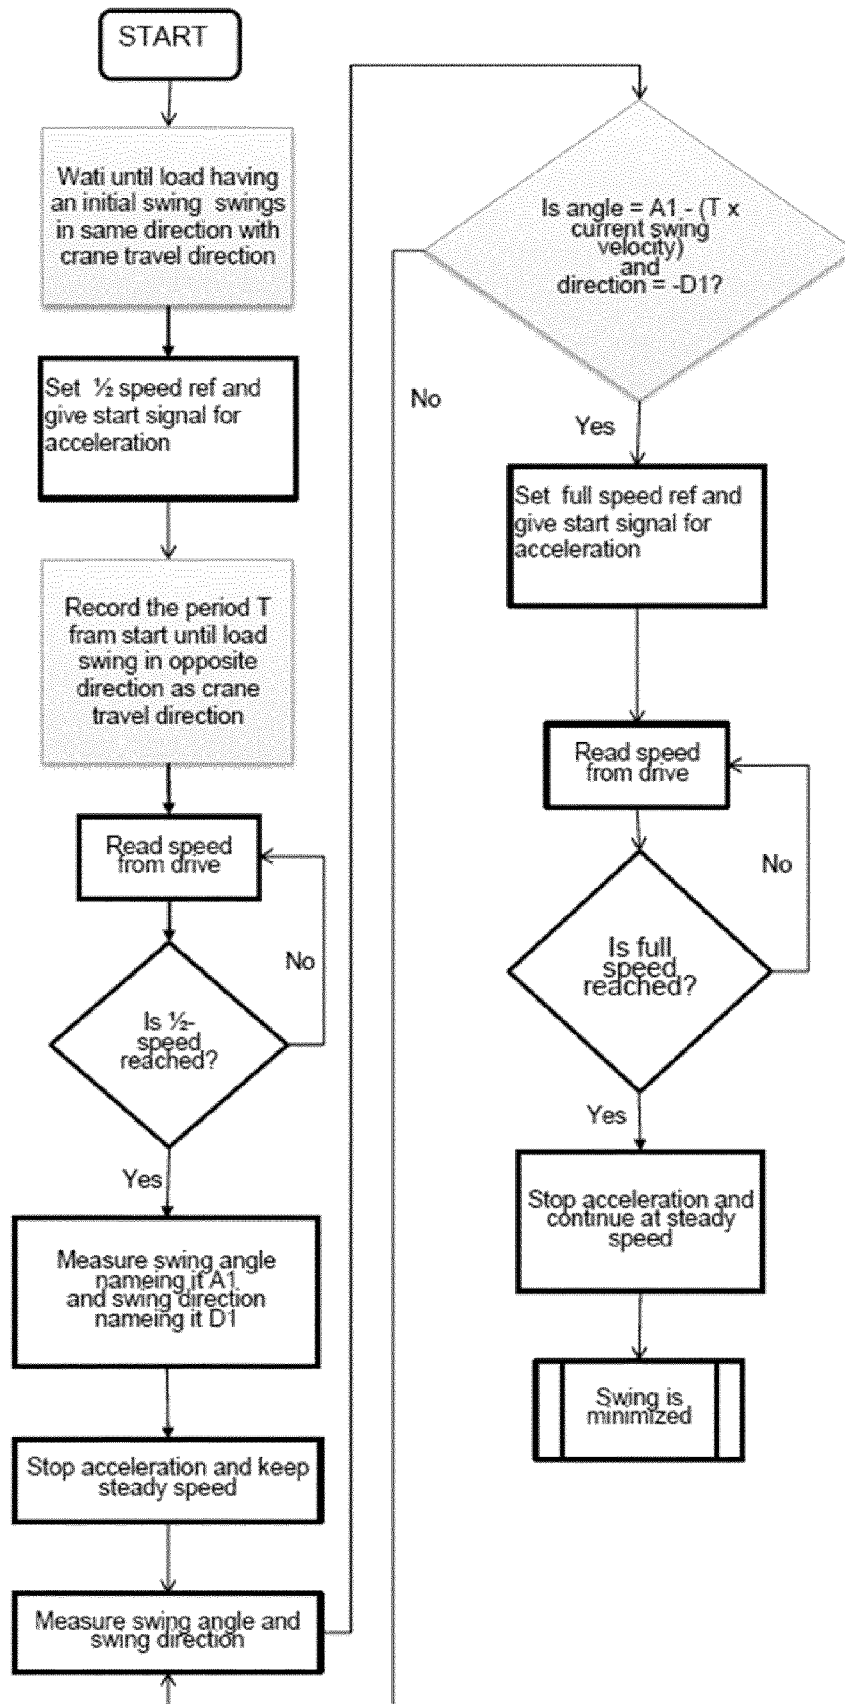 START
Wati until load having
an initial swing swings
in same direction with
crane travel direction
Set ½ speed ref and
give start signal for
acceleration
Record the period T
fram start until load
swing in opposite
direction as crane
travel direction
Read speed
from drive
No
Is ½-
speed
reached?
Yes
Measure swing angle
nameing it A1
and swing direction
nameing it D1
Stop acceleration and keep
steady speed
Measure swing angle and
swing direction
Is angle = A1 - (T x
current swing
velocity)
and
direction = -D1?
No
Yes
Set full speed ref and
give start signal for
acceleration
Read speed
from drive
No
Is full
speed
reached?
Yes
Stop acceleration and
continue at steady
speed
Swing is
minimized